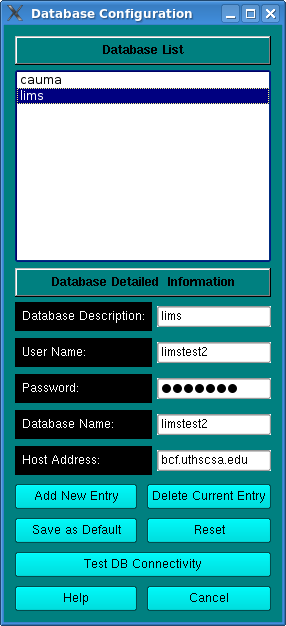 Database Configuration
Database List
cauma
lims
Database Detailed Information
Database Description: lims
User Name: limstest2
Password: ●●●●●●●
Database Name: limstest2
Host Address: bcf.uthscsa.edu
Add New Entry Delete Current Entry
Save as Default Reset
Test DB Connectivity
Help Cancel